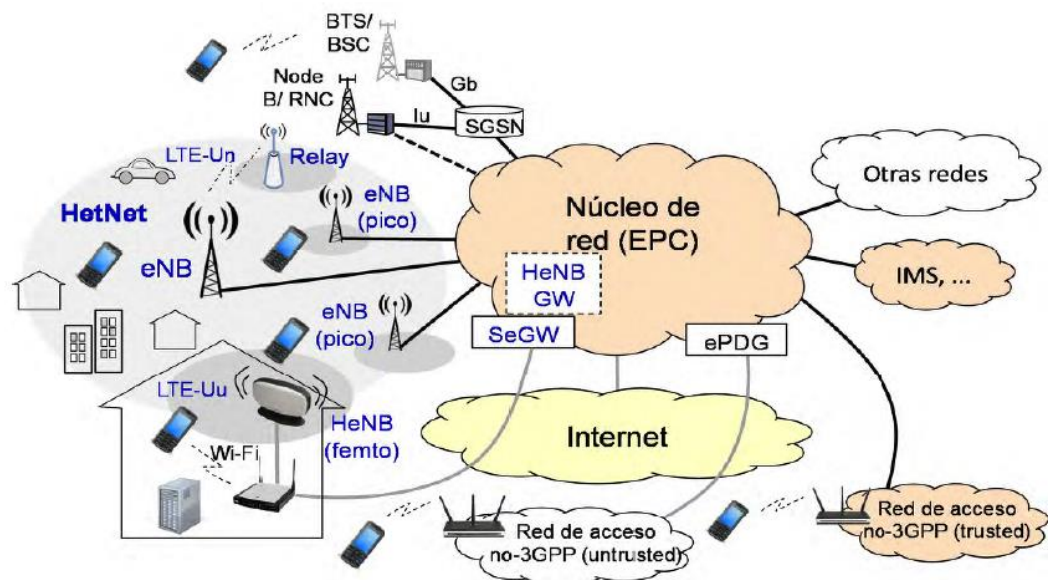 BTS/
BSC
Node
B/ RNC
Gb
Iu
SGSN
LTE-Un
Relay
HetNet
eNB
(pico)
eNB
eNB
(pico)
Núcleo de
red (EPC)
HeNB
GW
SeGW
ePDG
Otras redes
IMS, ...
LTE-Uu
HeNB
(femto)
Wi-Fi
Internet
Red de acceso
no-3GPP (untrusted)
Red de acceso
no-3GPP (trusted)